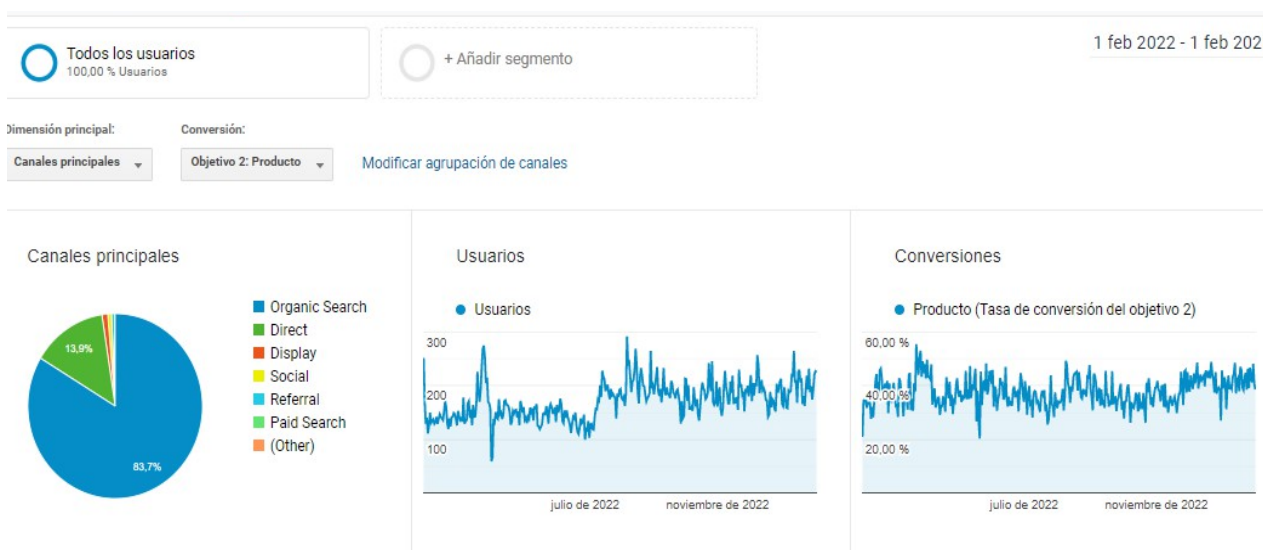 Todos los usuarios
100,00 % Usuarios
+ Añadir segmento
1 feb 2022 - 1 feb 202
Dimensión principal:
Conversión:
Canales principales
Objetivo 2: Producto
Modificar agrupación de canales
Canales principales
13,9%
83,7%
Organic Search
Direct
Display
Social
Referral
Paid Search
(Other)
Usuarios
Usuarios
300
200
100
julio de 2022
noviembre de 2022
Conversiones
Producto (Tasa de conversión del objetivo 2)
60,00 %
40,00 %
20,00 %
julio de 2022
noviembre de 2022